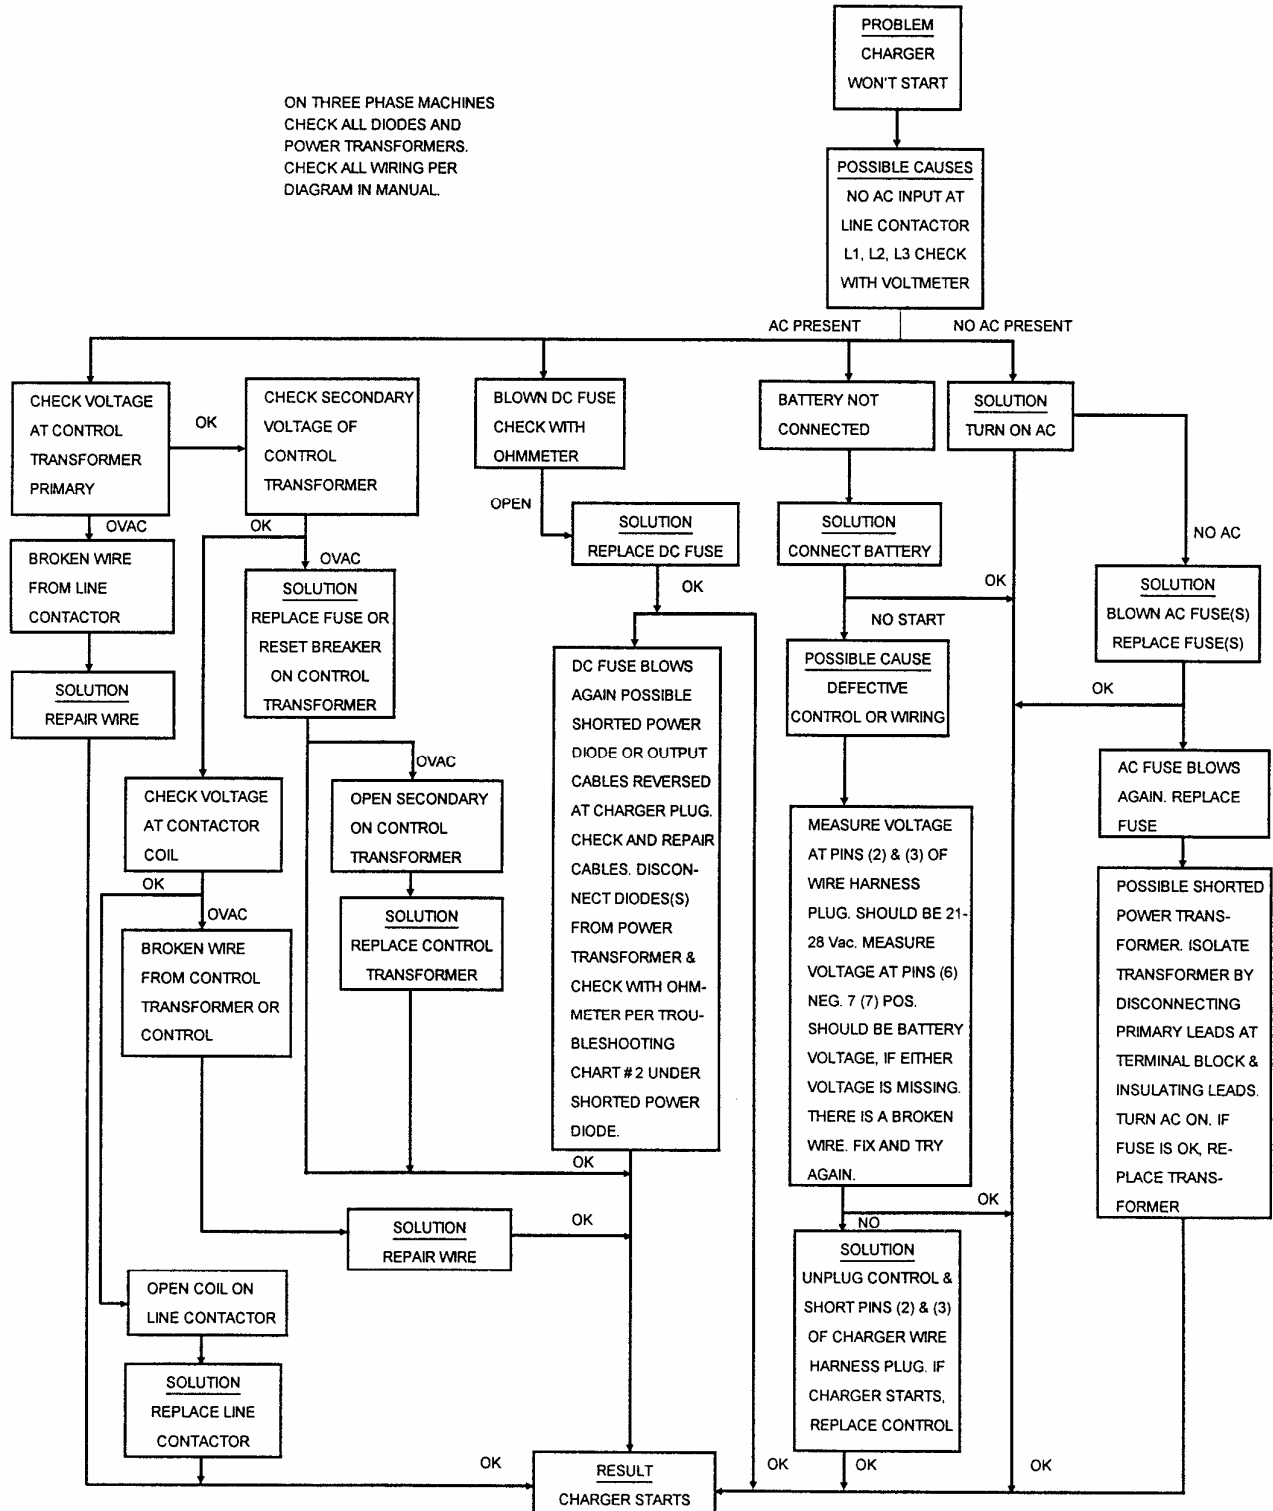 PROBLEM
CHARGER
WON'T START
ON THREE PHASE MACHINES
CHECK ALL DIODES AND
POWER TRANSFORMERS.
CHECK ALL WIRING PER
DIAGRAM IN MANUAL.
POSSIBLE CAUSES
NO AC INPUT AT
LINE CONTACTOR
L1, L2, L3 CHECK
WITH VOLTMETER
AC PRESENT
NO AC PRESENT
CHECK VOLTAGE
AT CONTROL
TRANSFORMER
PRIMARY
OK
CHECK SECONDARY
VOLTAGE OF
CONTROL
TRANSFORMER
BLOWN DC FUSE
CHECK WITH
OHMMETER
BATTERY NOT
CONNECTED
SOLUTION
TURN ON AC
OVAC
OK
OVAC
OPEN
SOLUTION
REPLACE DC FUSE
OK
SOLUTION
CONNECT BATTERY
OK
NO AC
BROKEN WIRE
FROM LINE
CONTACTOR
SOLUTION
REPLACE FUSE OR
RESET BREAKER
ON CONTROL
TRANSFORMER
NO START
SOLUTION
BLOWN AC FUSE(S)
REPLACE FUSE(S)
SOLUTION
REPAIR WIRE
DC FUSE BLOWS
AGAIN POSSIBLE
SHORTED POWER
DIODE OR OUTPUT
CABLES REVERSED
AT CHARGER PLUG.
CHECK AND REPAIR
CABLES. DISCON-
NECT DIODES(S)
FROM POWER
TRANSFORMER &
CHECK WITH OHM-
METER PER TROU-
BLESHOOTING
CHART # 2 UNDER
SHORTED POWER
DIODE.
POSSIBLE CAUSE
DEFECTIVE
CONTROL OR WIRING
OK
OVAC
CHECK VOLTAGE
AT CONTACTOR
COIL
OPEN SECONDARY
ON CONTROL
TRANSFORMER
MEASURE VOLTAGE
AT PINS (2) & (3) OF
WIRE HARNESS
PLUG. SHOULD BE 21-
28 Vac. MEASURE
VOLTAGE AT PINS (6)
NEG. 7 (7) POS.
SHOULD BE BATTERY
VOLTAGE, IF EITHER
VOLTAGE IS MISSING.
THERE IS A BROKEN
WIRE. FIX AND TRY
AGAIN.
AC FUSE BLOWS
AGAIN. REPLACE
FUSE
OK
OVAC
SOLUTION
REPLACE CONTROL
TRANSFORMER
POSSIBLE SHORTED
POWER TRANS-
FORMER. ISOLATE
TRANSFORMER BY
DISCONNECTING
PRIMARY LEADS AT
TERMINAL BLOCK &
INSULATING LEADS.
TURN AC ON. IF
FUSE IS OK, RE-
PLACE TRANS-
FORMER
BROKEN WIRE
FROM CONTROL
TRANSFORMER OR
CONTROL
OK
OK
NO
SOLUTION
REPAIR WIRE
OK
SOLUTION
UNPLUG CONTROL &
SHORT PINS (2) & (3)
OF CHARGER WIRE
HARNESS PLUG. IF
CHARGER STARTS,
REPLACE CONTROL
OPEN COIL ON
LINE CONTACTOR
SOLUTION
REPLACE LINE
CONTACTOR
OK
RESULT
CHARGER STARTS
OK
OK
OK